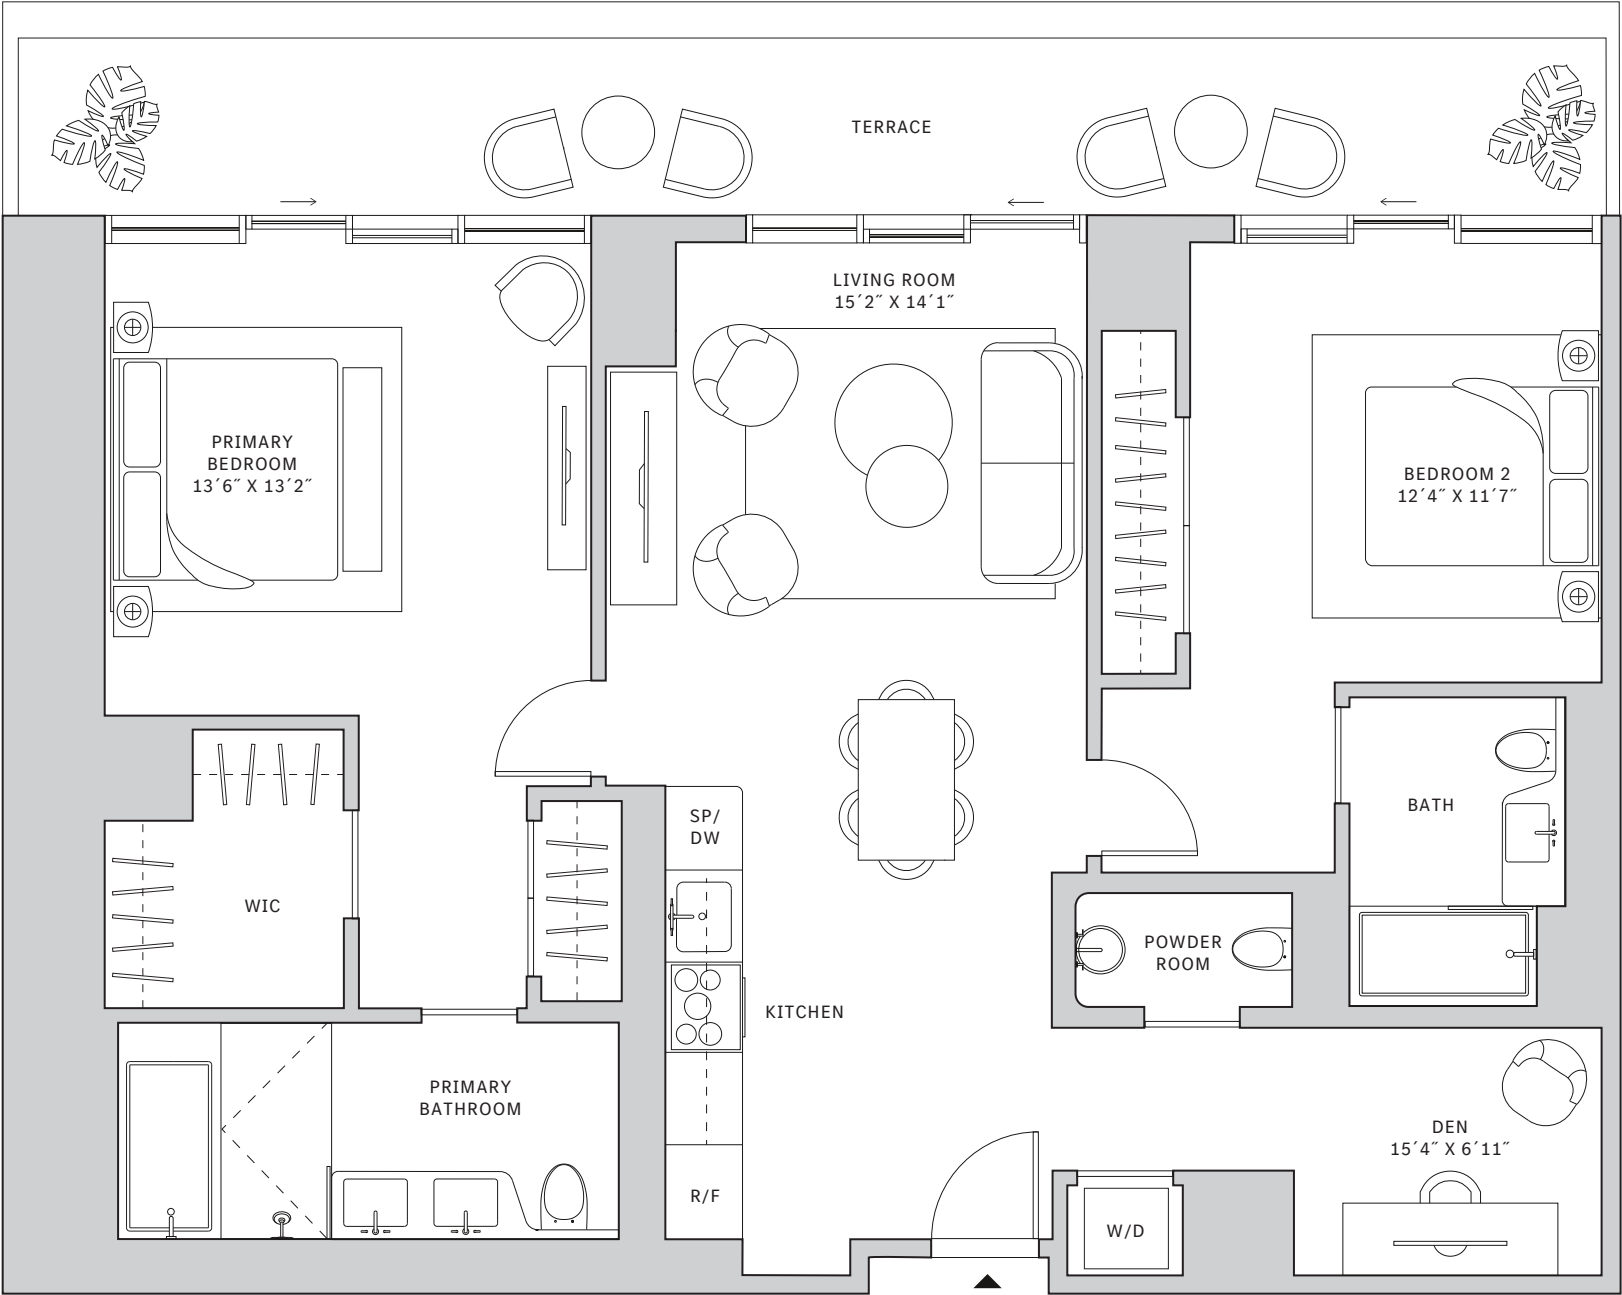 TERRACE
LIVING ROOM
15´2˝ X 14´1˝
PRIMARY
BEDROOM
13´6˝ X 13´2˝
BEDROOM 2
12´4˝ X 11´7˝
SP/
DW
BATH
WIC
POWDER
ROOM
KITCHEN
PRIMARY
BATHROOM
DEN
15´4˝ X 6´11˝
R/F
W/D